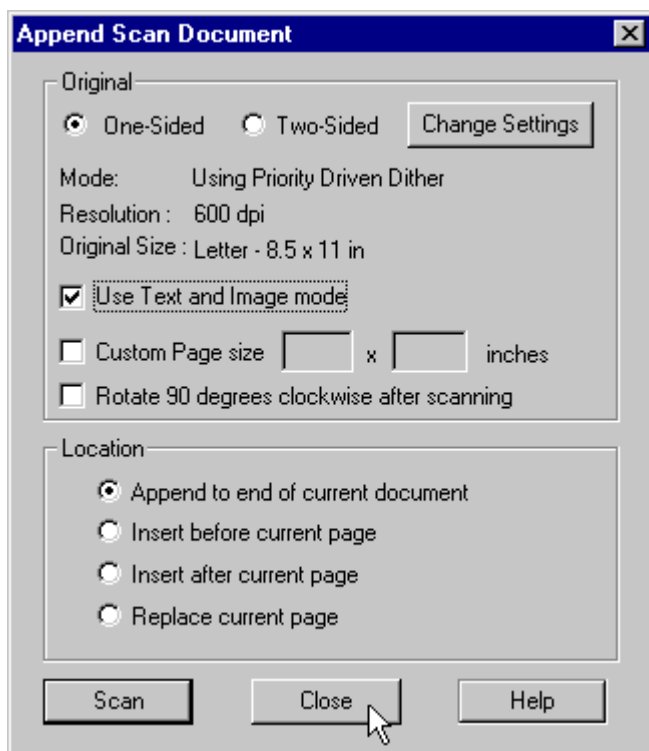 Append Scan Document
Original
One-Sided Two-Sided Change Settings
Mode: Using Priority Driven Dither
Resolution : 600 dpi
Original Size : Letter - 8.5 x 11 in
Use Text and Image mode
Custom Page size x inches
Rotate 90 degrees clockwise after scanning
Location
Append to end of current document
Insert before current page
Insert after current page
Replace current page
Scan Close Help